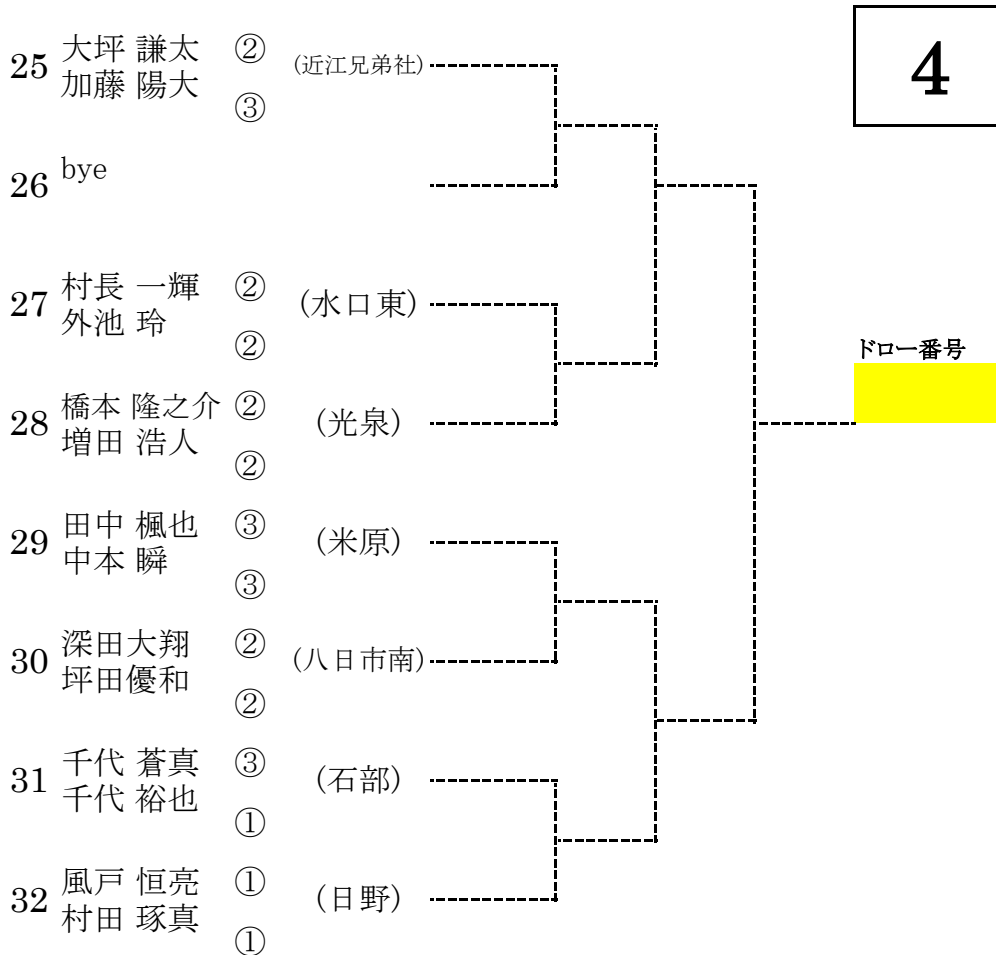 4
25 大坪 謙太 ② (近江兄弟社)
加藤 陽大 ③
26 bye
27 村長 一輝 ② (水口東)
外池 玲 ②
ドロー番号
28 橋本 隆之介 ② (光泉)
増田 浩人 ②
29 田中 楓也 ③ (米原)
中本 瞬 ③
30 深田大翔 ② (八日市南)
坪田優和 ②
31 千代 蒼真 ③ (石部)
千代 裕也 ①
32 風戸 恒亮 ① (日野)
村田 琢真 ①